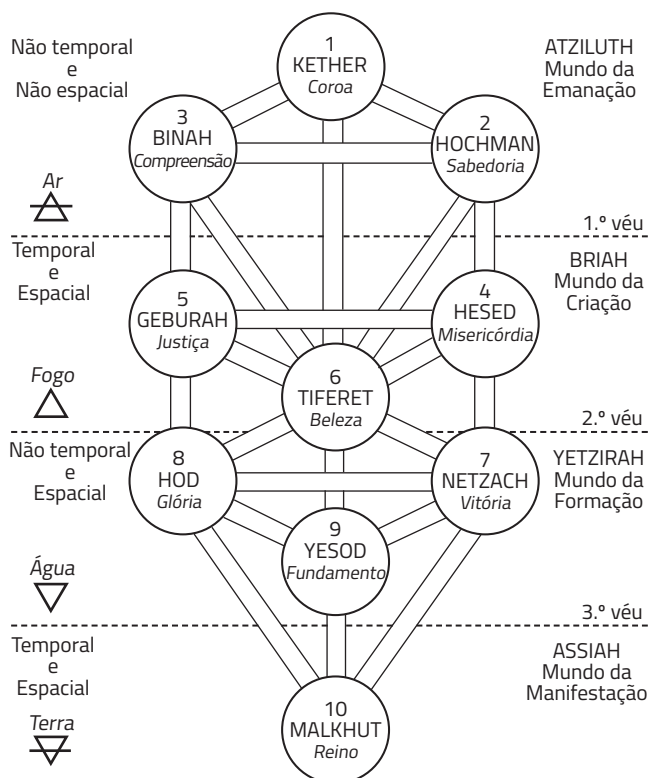 Não temporal
e
Não espacial
1
KETHER
Coroa
ATZILUTH
Mundo da
Emanação
3
BINAH
Compreensão
2
HOCHMAN
Sabedoria
Ar
1.º véu
Temporal
e
Espacial
BRIAH
Mundo da
Criação
5
GEBURAH
Justiça
4
HESED
Misericórdia
Fogo
6
TIFERET
Beleza
2.º véu
Não temporal
e
Espacial
8
HOD
Glória
7
NETZACH
Vitória
YETZIRAH
Mundo da
Formação
9
YESOD
Fundamento
Água
3.º véu
Temporal
e
Espacial
ASSIAH
Mundo da
Manifestação
Terra
10
MALKHUT
Reino